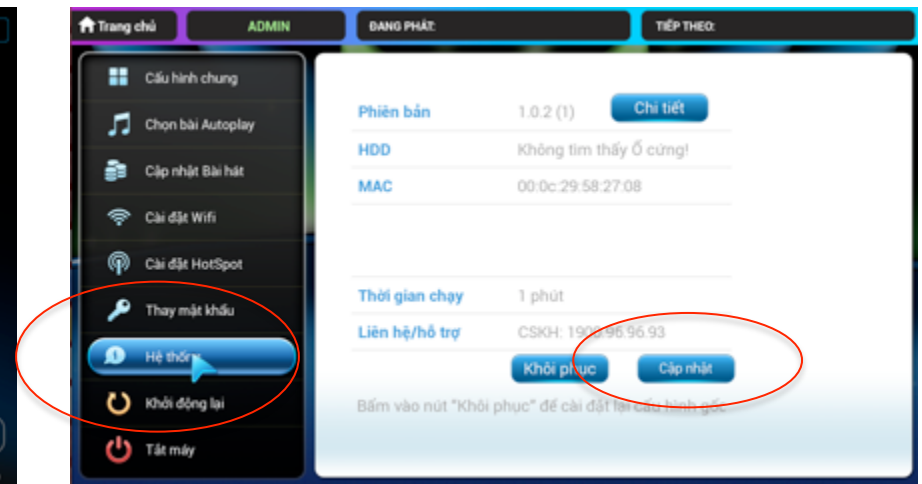 Trang chủ
ADMIN
ĐANG PHÁT:
TIẾP THEO:
Cấu hình chung
Chọn bài Autoplay
Cập nhật Bài hát
Cài đặt Wifi
Cài đặt HotSpot
Thay mật khẩu
Hệ thống
Khởi động lại
Tắt máy
Phiên bản 1.0.2 (1) Chi tiết
HDD Không tìm thấy Ổ cứng!
MAC 00:0c:29:58:27:08
Thời gian chạy 1 phút
Liên hệ/hỗ trợ CSKH: 1900.96.96.93
Khôi phục Cập nhật
Bấm vào nút "Khôi phục" để cài đặt lại cấu hình gốc